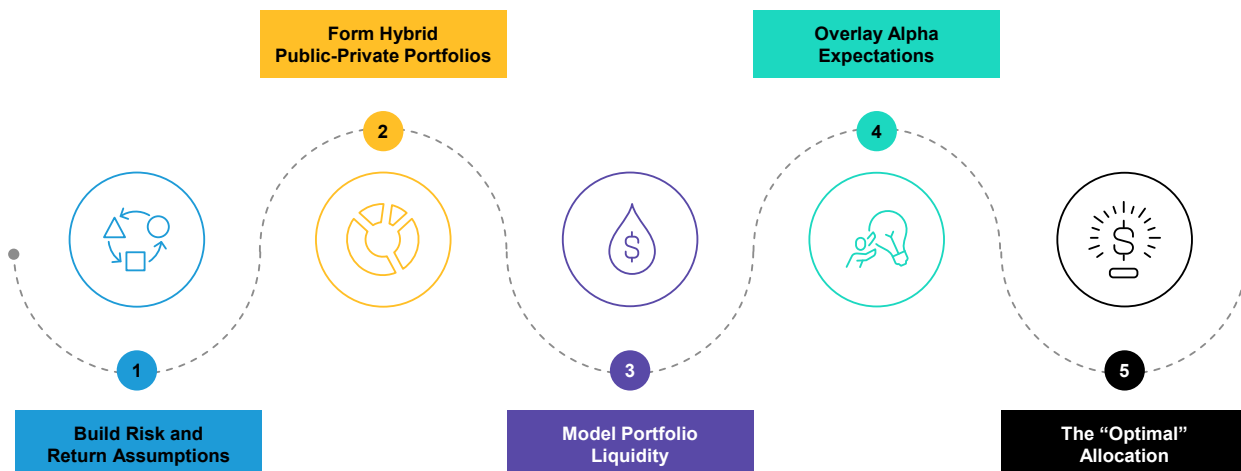 1
Build Risk and
Return Assumptions
Form Hybrid
Public-Private Portfolios
2
$
3
Model Portfolio
Liquidity
Overlay Alpha
Expectations
4
$
5
The “Optimal”
Allocation